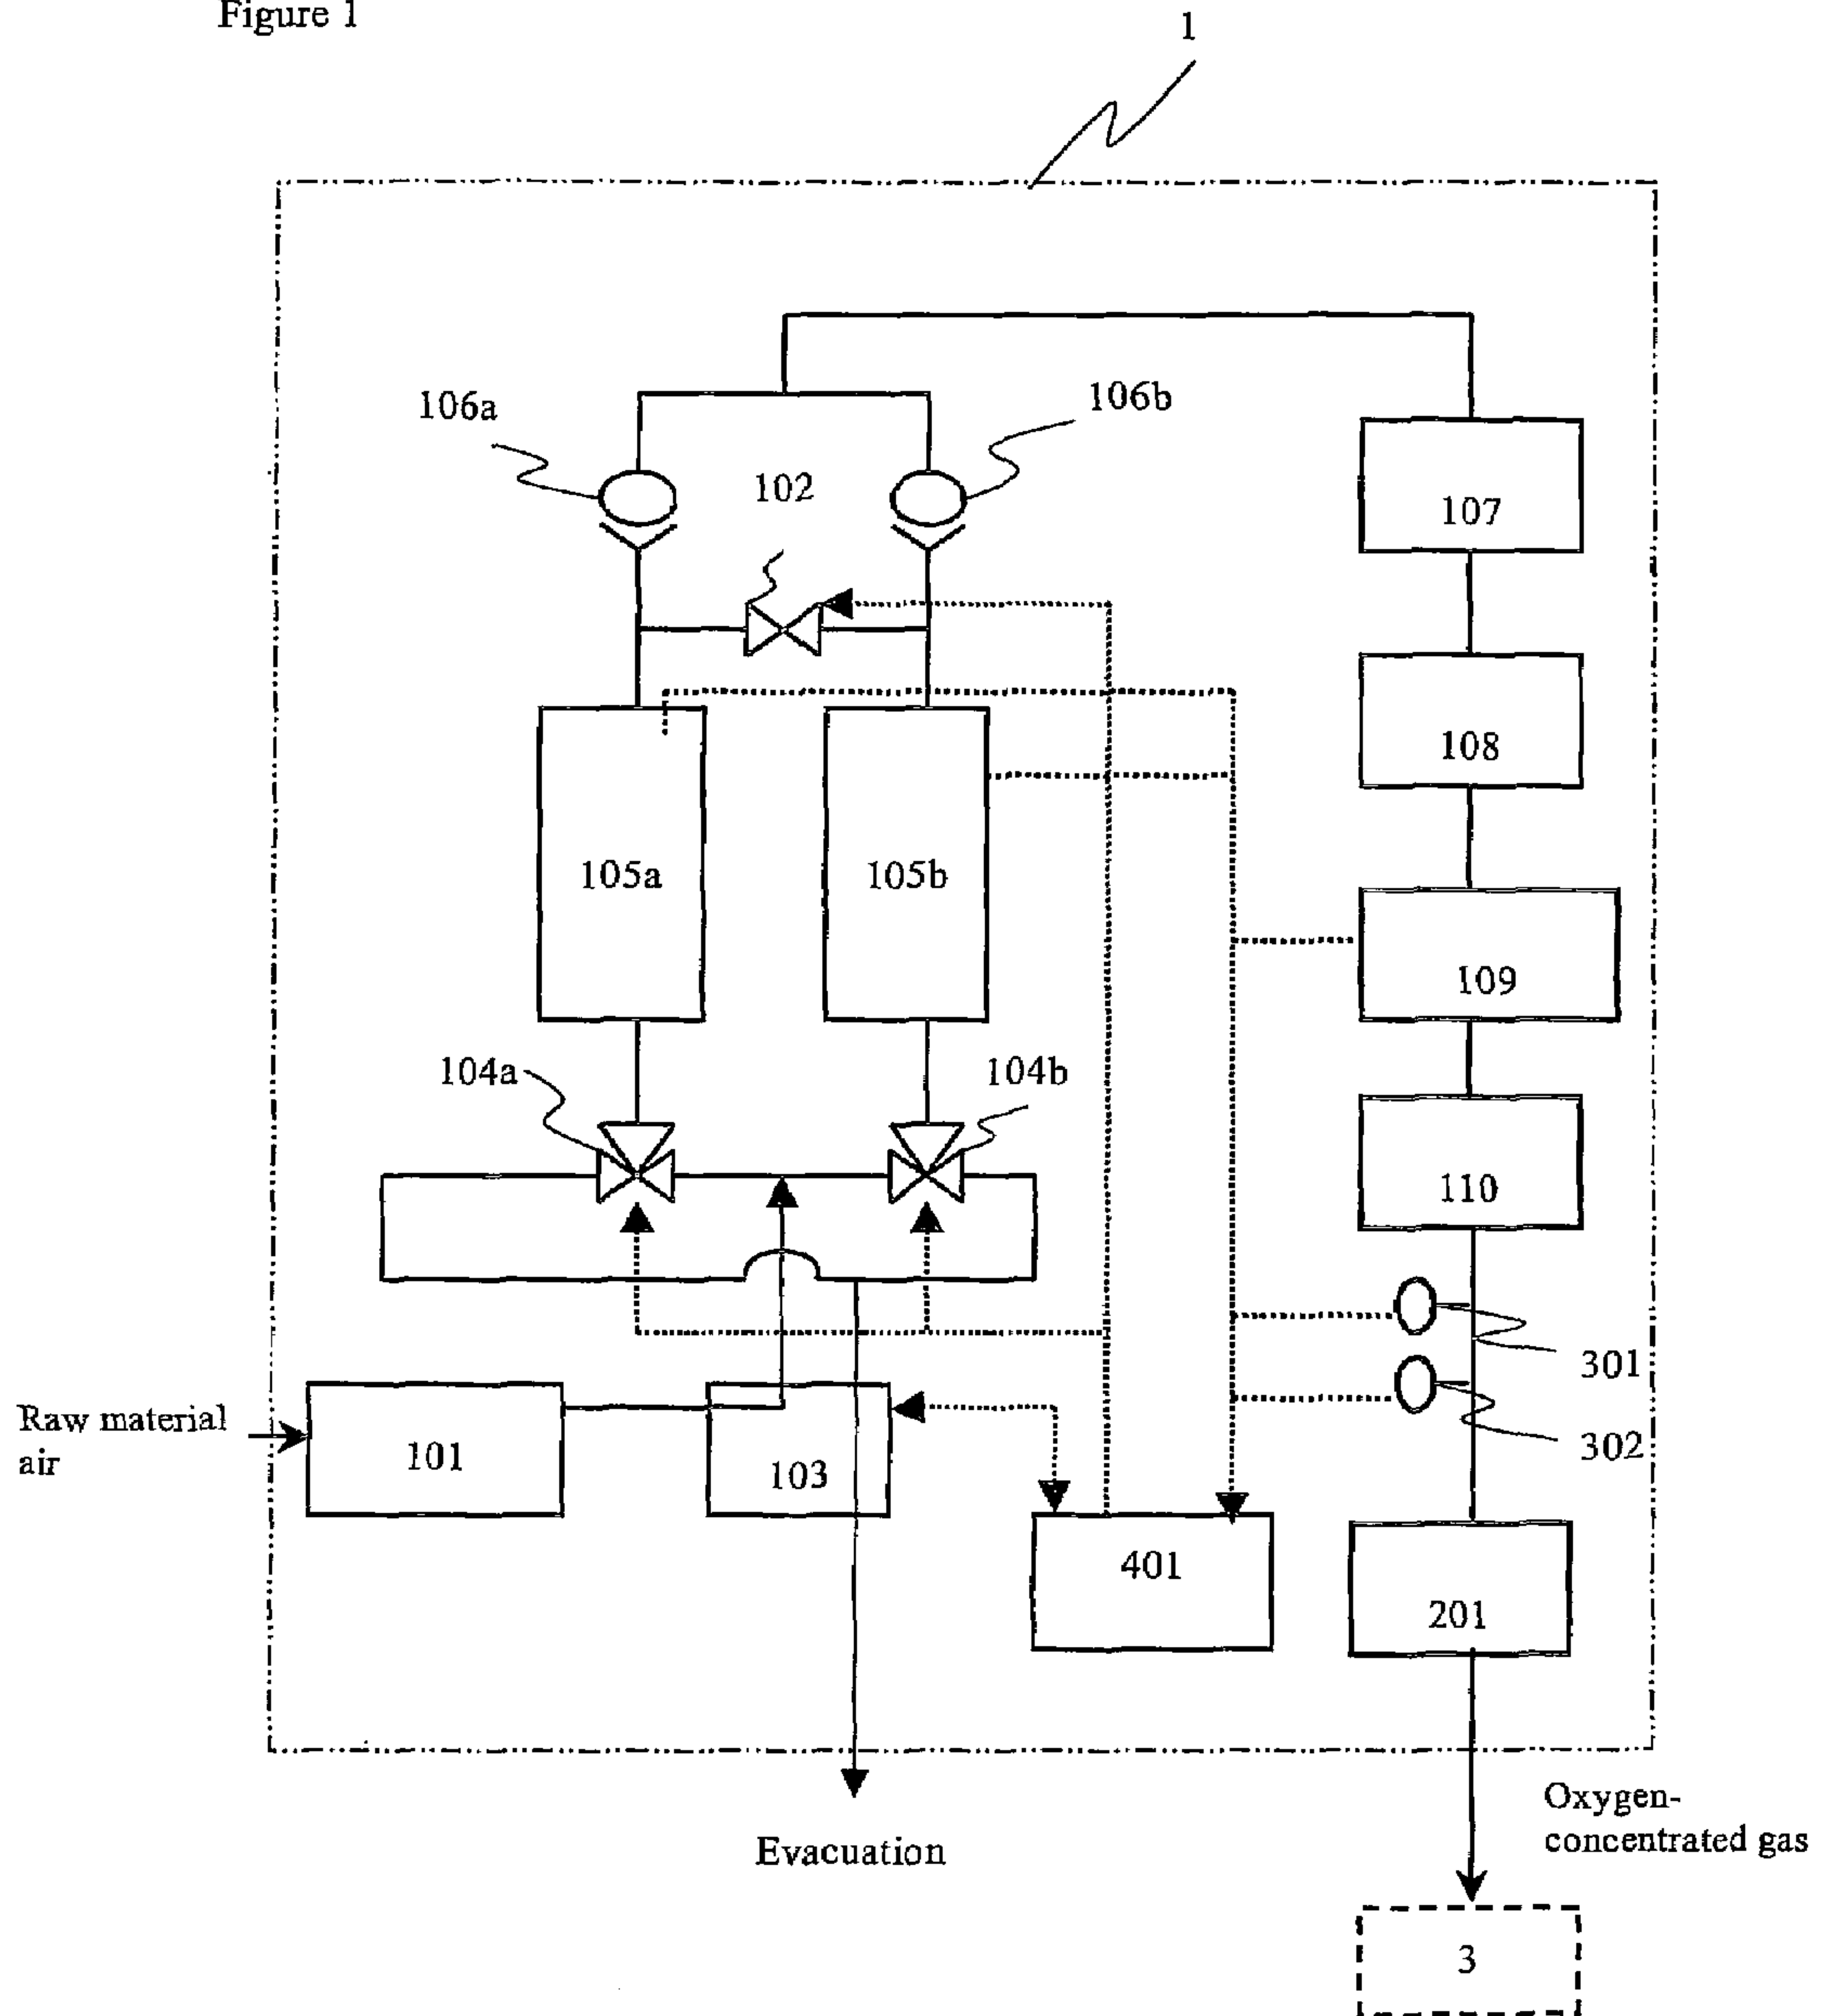 Figure 1
1
106a
106b
102
107
108
105a
105b
109
104a
104b
110
301
Raw material
air
101
103
302
401
201
Oxygen-
concentrated gas
Evacuation
3